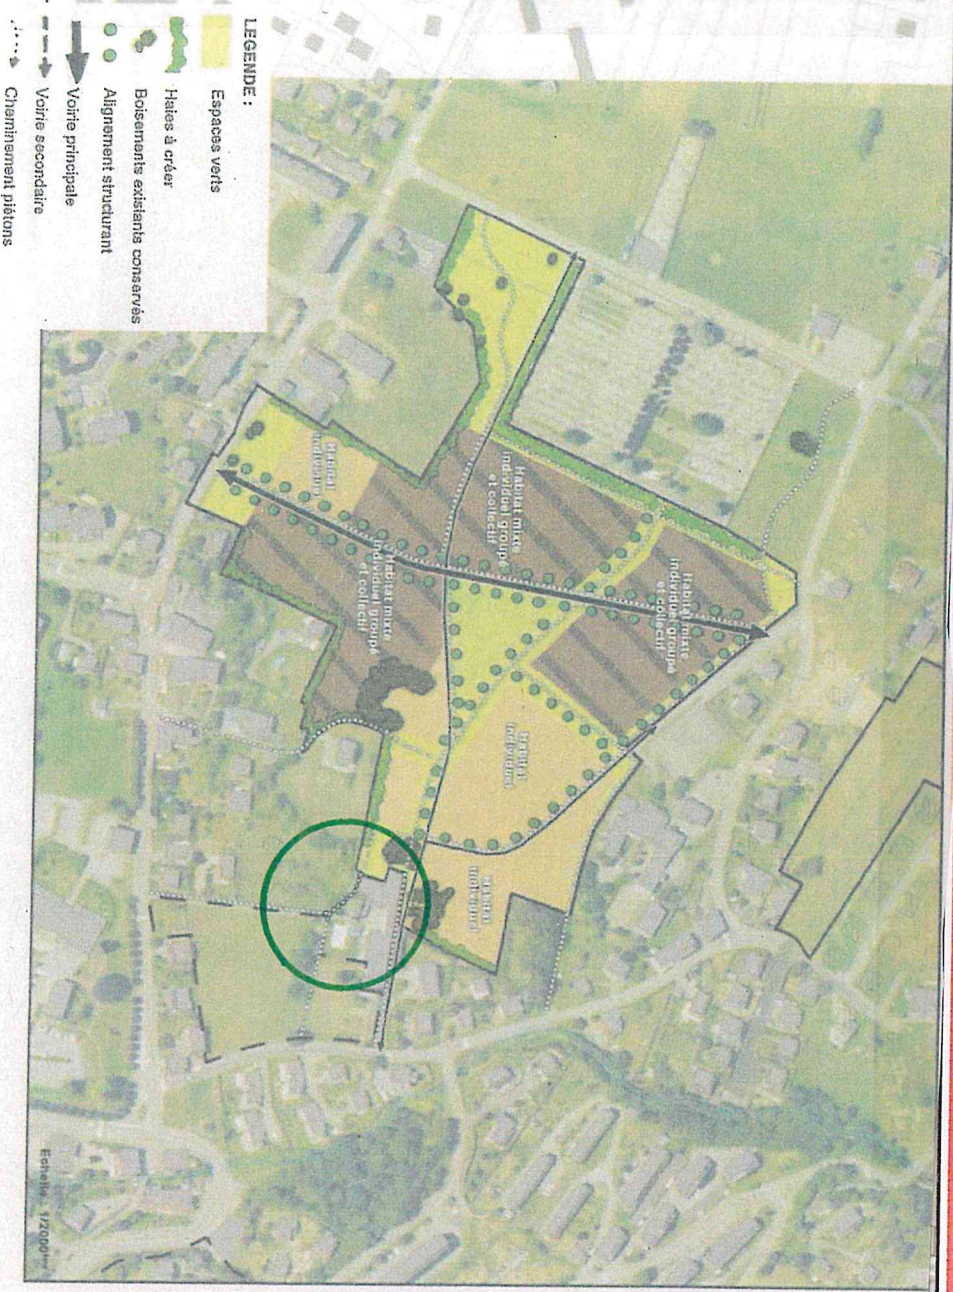 LEGENDE :
Espaces verts
Haies à créer
Boisements existants conservés
Alignement structurant
Voirie principale
Voirie secondaire
Cheminement piétons
Habitat mixte
individuel groupé
et collectif
Habitat mixte
individuel groupé
et collectif
Habitat
individuel
Habitat mixte
individuel groupé
et collectif
Habitat
individuel
Habitat
individuel
Echelle : 1/2000ème